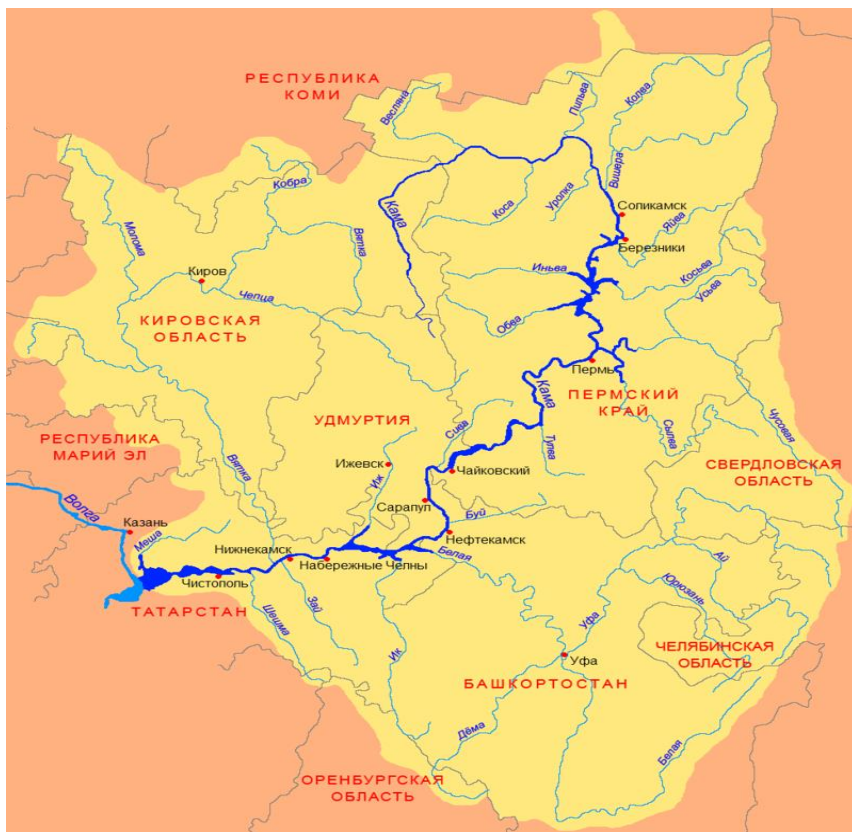 РЕСПУБЛИКА
КОМИ
Весляна
Пильва
Колва
Вишера
Кобра
Кама
Коса
Уролка
Соликамск
Яйва
Березники
Молома
Вятка
Киров
Чепца
Иньва
Косьва
Усьва
Обва
КИРОВСКАЯ
ОБЛАСТЬ
Пермь
Кама
ПЕРМСКИЙ
КРАЙ
УДМУРТИЯ
Сива
Тулва
Сылва
Чусовая
РЕСПУБЛИКА
МАРИЙ ЭЛ
Вятка
Ижевск
Иж
Чайковский
СВЕРДЛОВСКАЯ
ОБЛАСТЬ
Волга
Казань
Меша
Сарапул
Буй
Нефтекамск
Нижнекамск
Набережные Челны
Белая
Ай
Чистополь
ТАТАРСТАН
Шешма
Зай
Ик
Уфа
Юрюзань
ЧЕЛЯБИНСКАЯ
ОБЛАСТЬ
Уфа
БАШКОРТОСТАН
Дёма
Белая
ОРЕНБУРГСКАЯ
ОБЛАСТЬ